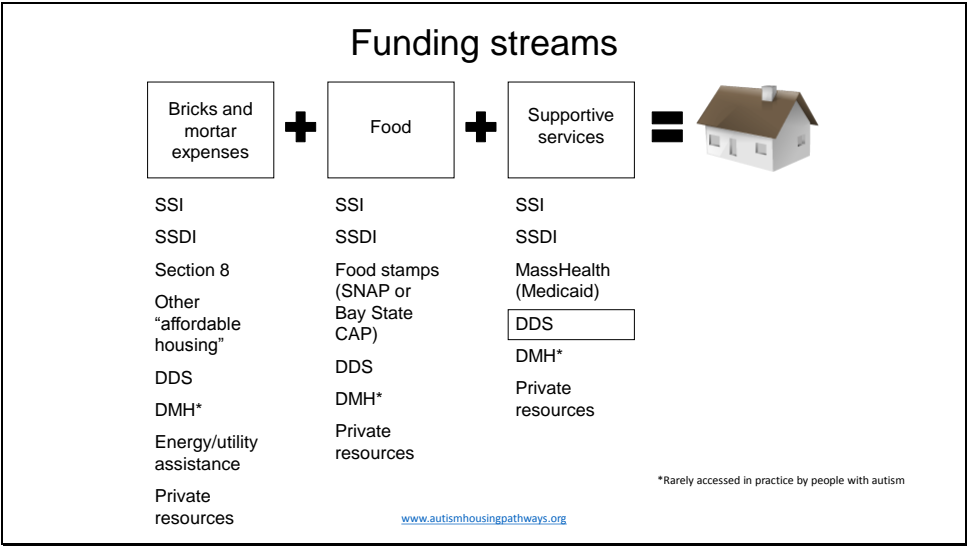 Funding streams
Bricks and
mortar
expenses
Food
Supportive
services
SSI
SSDI
Section 8
Other
“affordable
housing”
DDS
DMH*
Energy/utility
assistance
Private
resources
SSI
SSDI
Food stamps
(SNAP or
Bay State
CAP)
DDS
DMH*
Private
resources
SSI
SSDI
MassHealth
(Medicaid)
DDS
DMH*
Private
resources
*Rarely accessed in practice by people with autism
www.autismhousingpathways.org